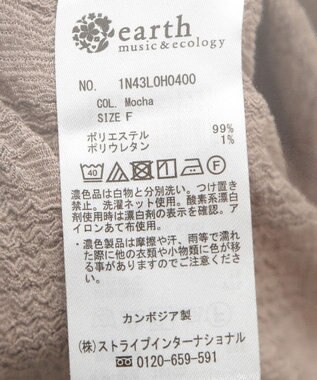 earth
music&ecology
NO. 1N43L0H0400
COL. Mocha
SIZE F
ポリエステル 99%
ポリウレタン 1%
40 F
濃色品は白物と分別洗い。つけ置き
禁止。洗濯ネット使用。酸素系漂白
剤使用時は漂白剤の表示を確認。ア
イロンあて布使用。
・濃色製品は摩擦や汗、雨等で濡れ
た際に他の衣類や小物類に色が移
る事がありますのでご注意くださ
い。
カンボジア製
(株)ストライプインターナショナル
0120-659-591